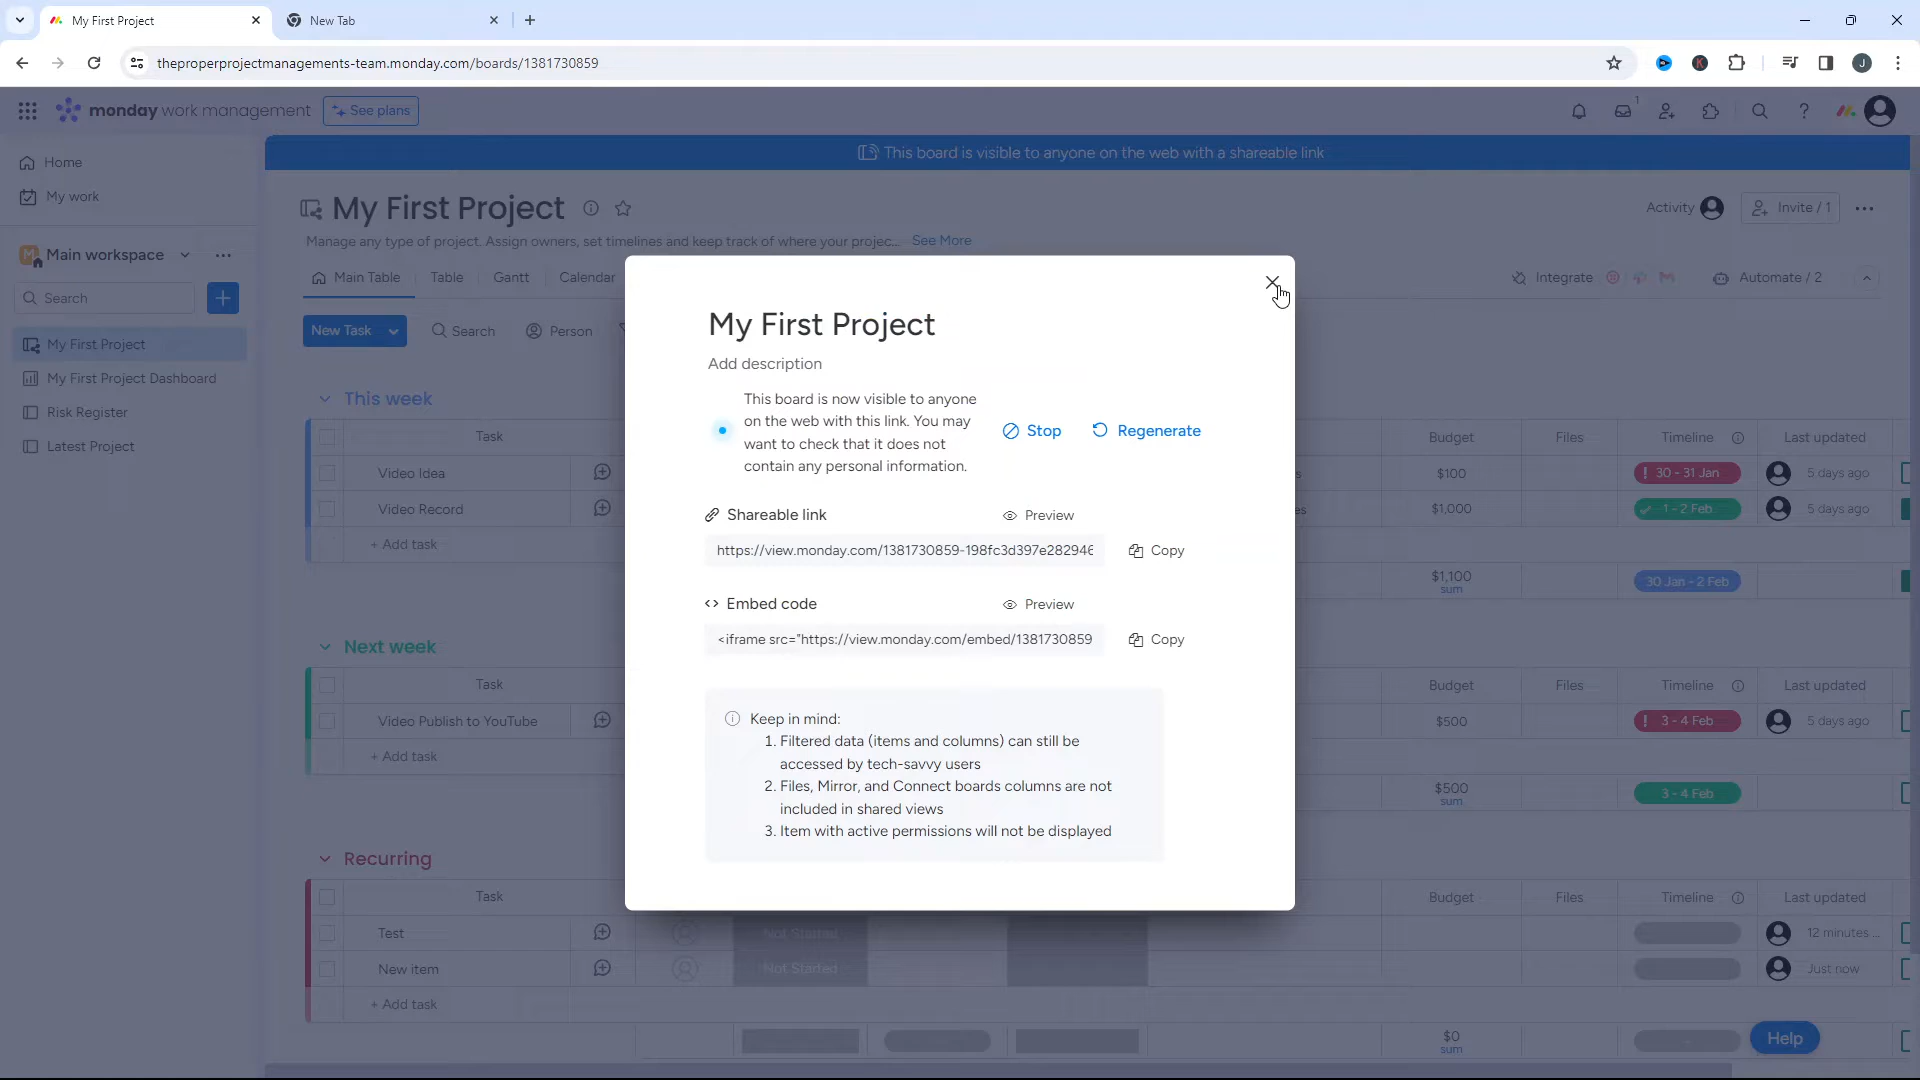 My First Project
New Tab
theproperprojectmanagements-team.monday.com/boards/1381730859
J
monday work management
See plans
1
Home
My work
M Main workspace
Search
My First Project
My First Project Dashboard
Risk Register
Latest Project
This board is visible to anyone on the web with a shareable link
My First Project
Activity
Invite / 1
Manage any type of project. Assign owners, set timelines and keep track of where your projec... See More
Main Table
Table
Gantt
Calendar
Integrate
Automate / 2
New Task
Search
Person
This week
Task
Budget
Files
Timeline
Last updated
Video Idea
$100
30 - 31 Jan
5 days ago
Video Record
$1,000
1 - 2 Feb
5 days ago
+ Add task
$1,100
sum
30 Jan - 2 Feb
Next week
Task
Budget
Files
Timeline
Last updated
Video Publish to YouTube
$500
3 - 4 Feb
5 days ago
+ Add task
$500
sum
3 - 4 Feb
Recurring
Task
Budget
Files
Timeline
Last updated
Test
Not Started
12 minutes ...
New item
Not Started
Just now
+ Add task
$0
sum
-
Help
My First Project
Add description
This board is now visible to anyone
on the web with this link. You may
want to check that it does not
contain any personal information.
Stop
Regenerate
Shareable link
Preview
https://view.monday.com/1381730859-198fc3d397e282946
Copy
<> Embed code
Preview
<iframe src="https://view.monday.com/embed/1381730859
Copy
Keep in mind:
1. Filtered data (items and columns) can still be
accessed by tech-savvy users
2. Files, Mirror, and Connect boards columns are not
included in shared views
3. Item with active permissions will not be displayed